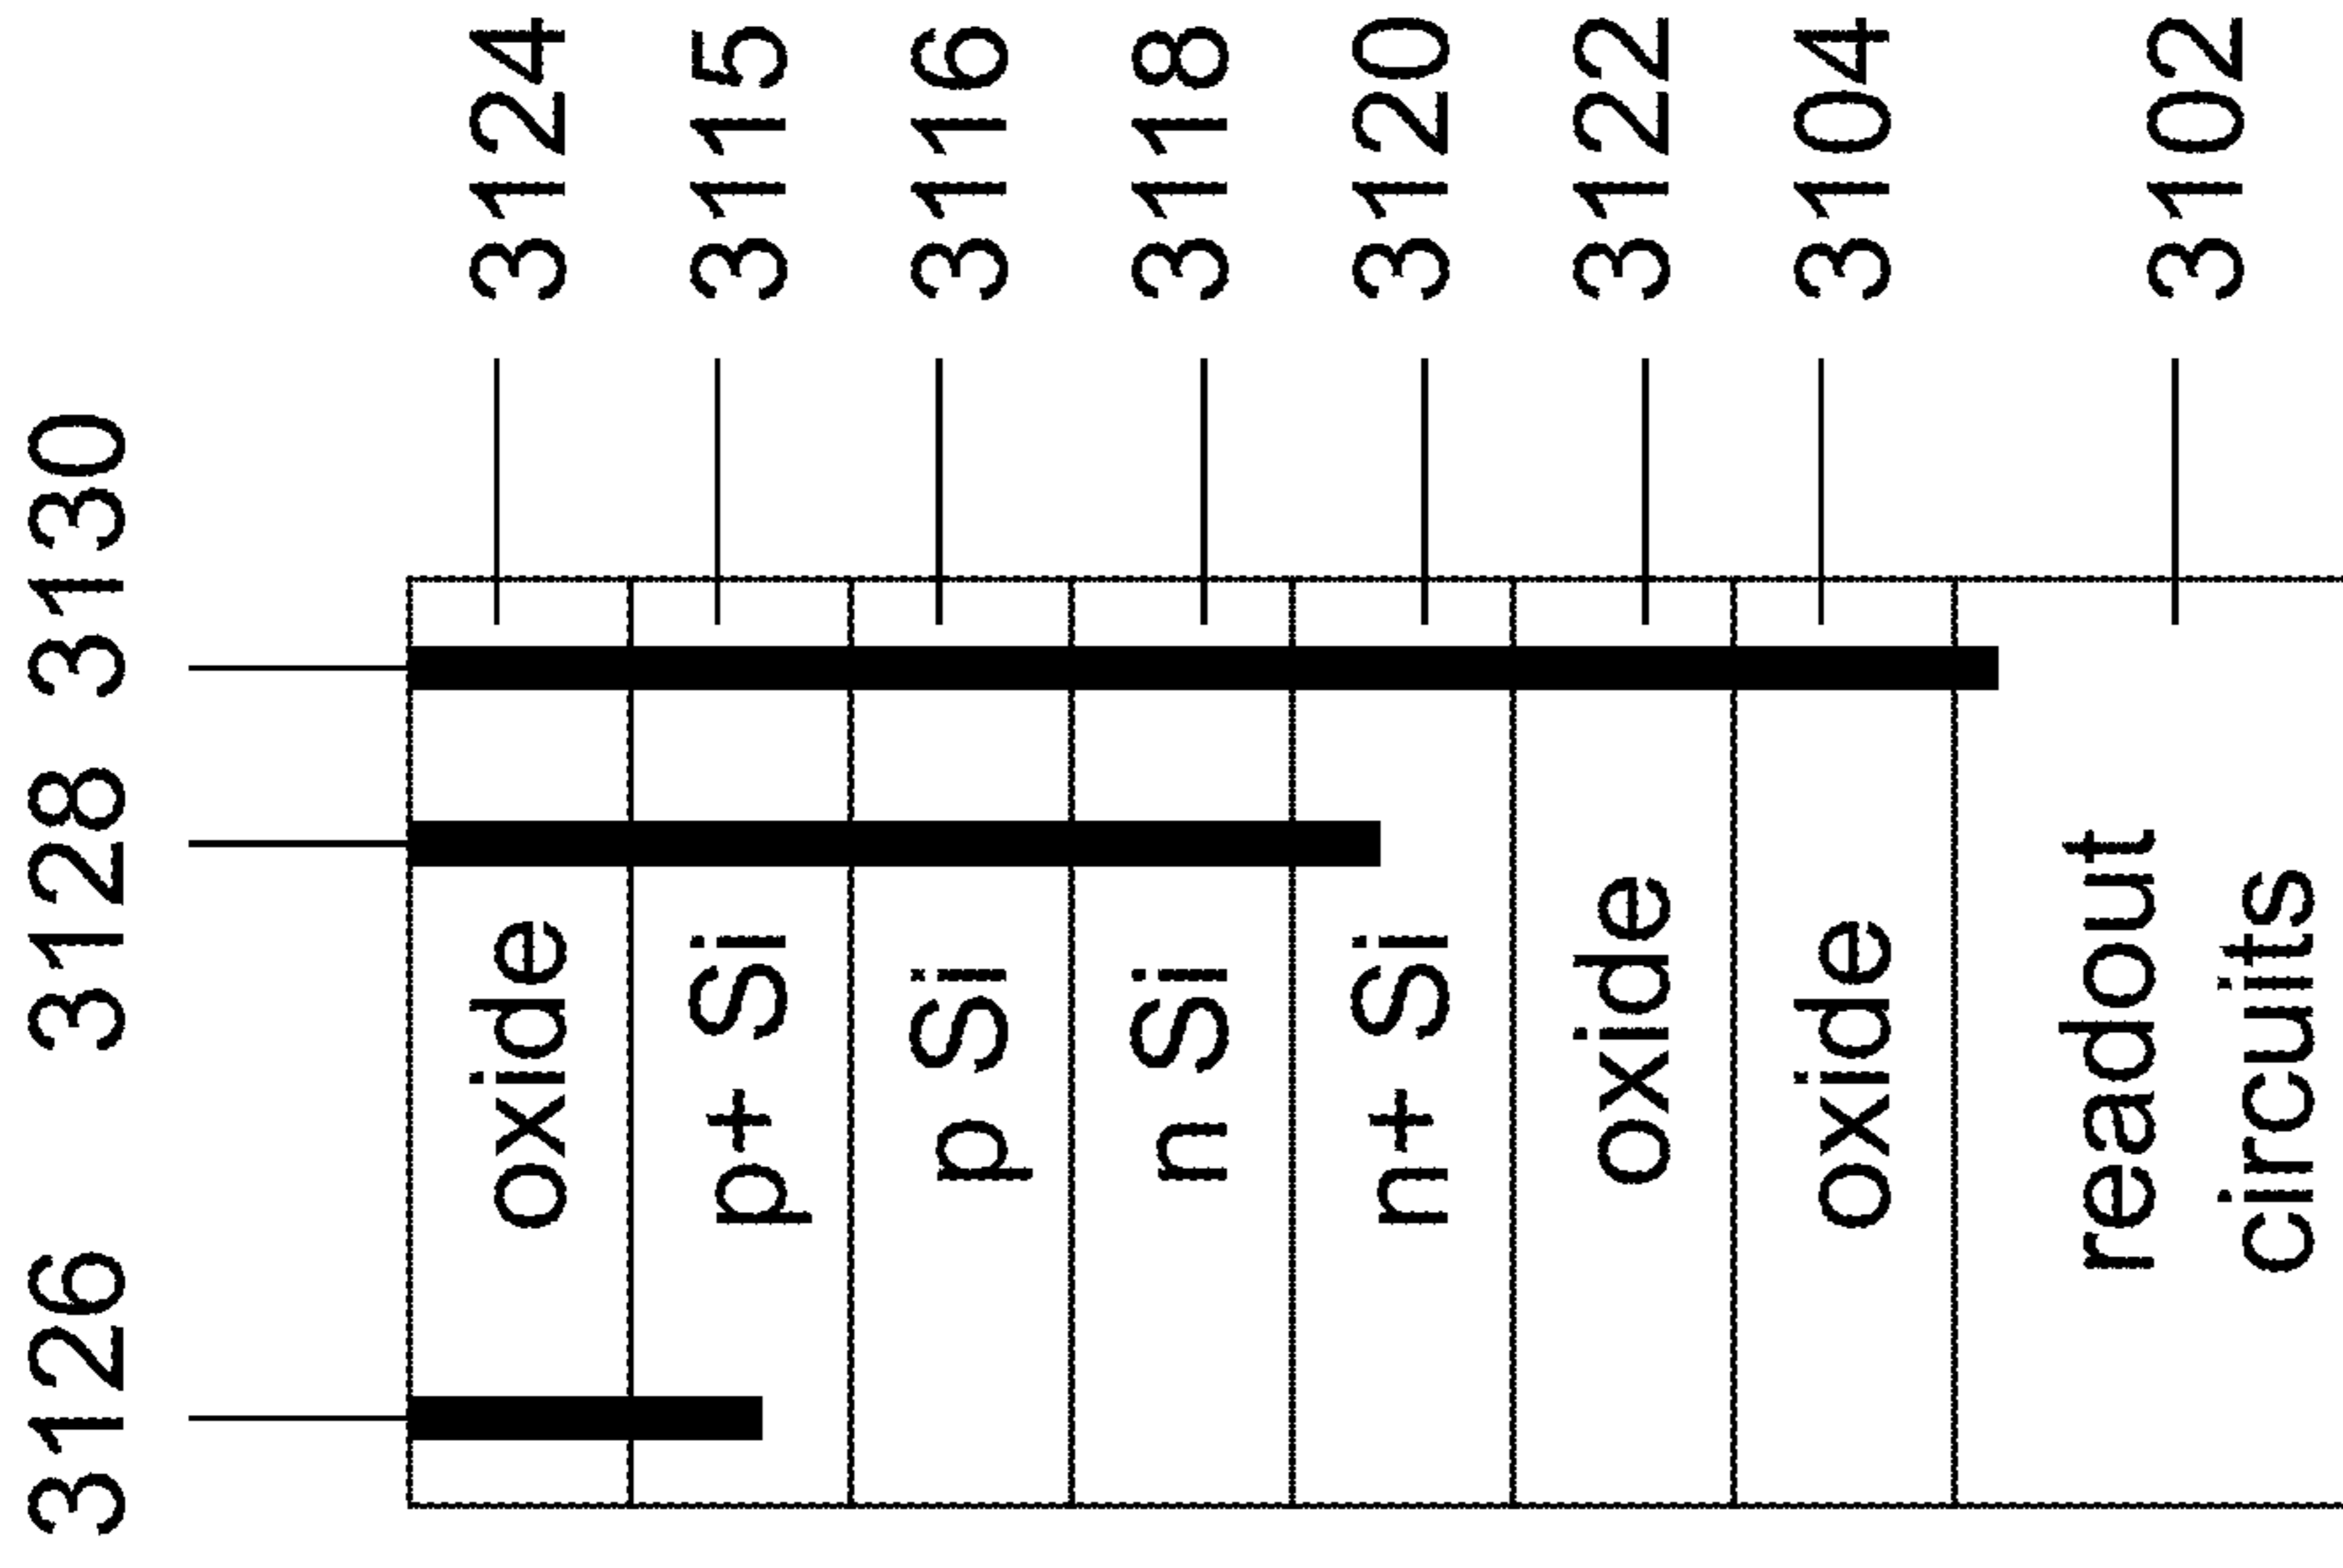 3126 3128 3130
oxide 3124
p+ Si 3115
p Si 3116
n Si 3118
n+ Si 3120
oxide 3122
oxide 3104
readout 3102
circuits